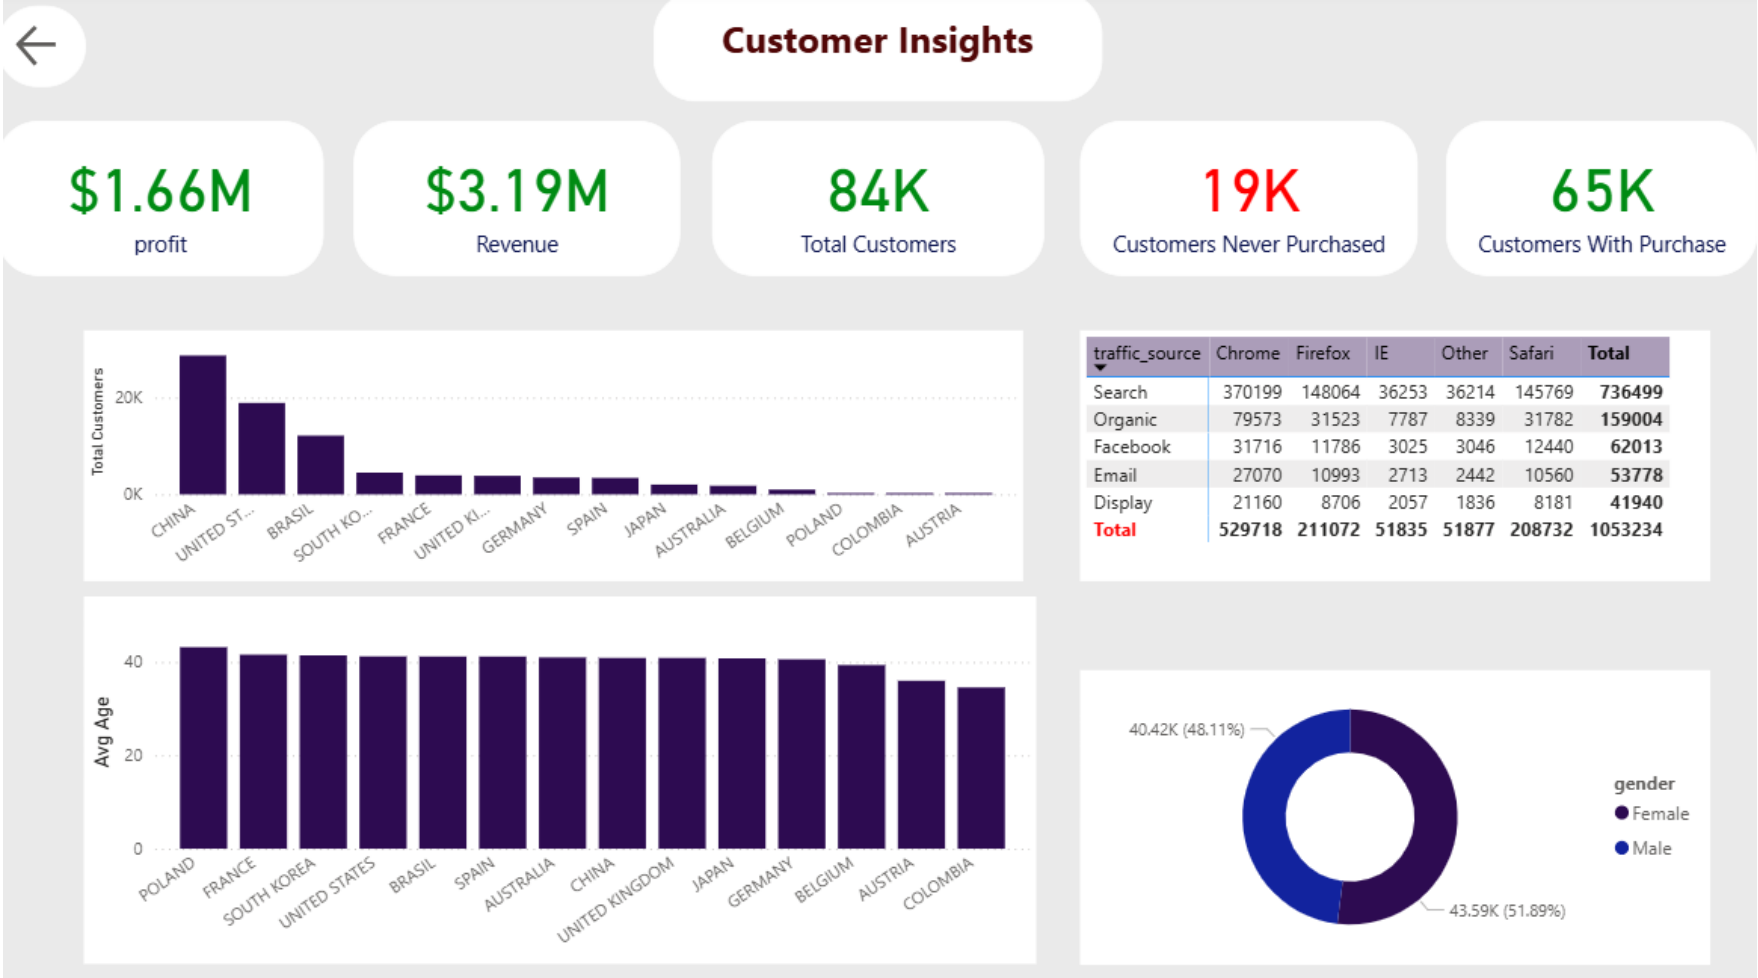 Customer Insights
$1.66M
profit
$3.19M
Revenue
84K
Total Customers
19K
Customers Never Purchased
65K
Customers With Purchase
Total Customers
20K
0K
CHINA
UNITED ST...
BRASIL
SOUTH KO...
FRANCE
UNITED KI...
GERMANY
SPAIN
JAPAN
AUSTRALIA
BELGIUM
POLAND
COLOMBIA
AUSTRIA
traffic_source Chrome Firefox IE Other Safari Total
Search 370199 148064 36253 36214 145769 736499
Organic 79573 31523 7787 8339 31782 159004
Facebook 31716 11786 3025 3046 12440 62013
Email 27070 10993 2713 2442 10560 53778
Display 21160 8706 2057 1836 8181 41940
Total 529718 211072 51835 51877 208732 1053234
Avg Age
40
20
0
POLAND
FRANCE
SOUTH KOREA
UNITED STATES
BRASIL
SPAIN
AUSTRALIA
CHINA
UNITED KINGDOM
JAPAN
GERMANY
BELGIUM
AUSTRIA
COLOMBIA
40.42K (48.11%)
43.59K (51.89%)
gender
Female
Male